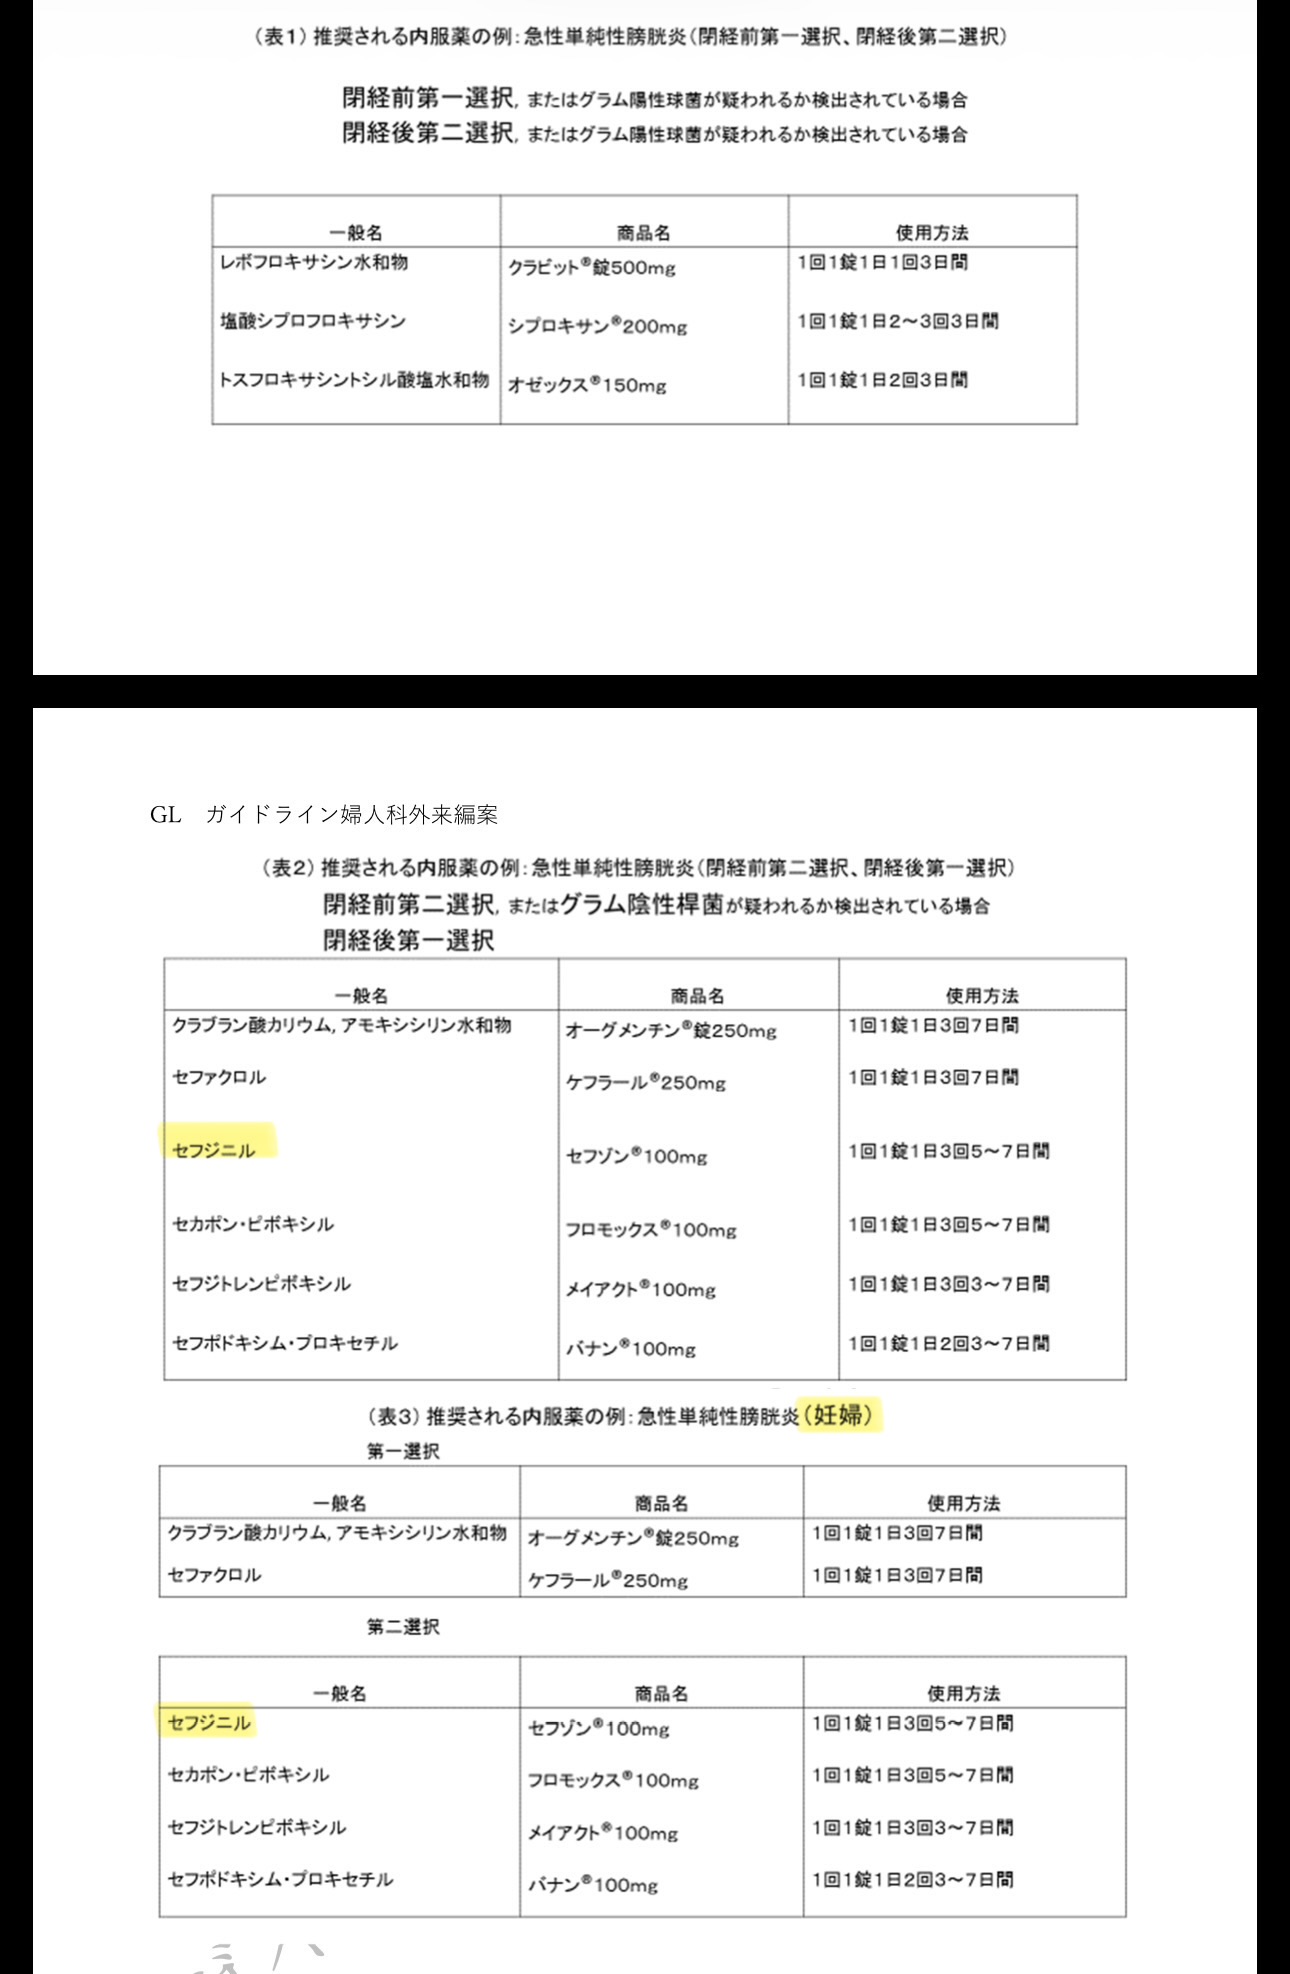 （表1）推奨される内服薬の例：急性単純性膀胱炎（閉経前第一選択、閉経後第二選択）
閉経前第一選択, またはグラム陽性球菌が疑われるか検出されている場合
閉経後第二選択, またはグラム陽性球菌が疑われるか検出されている場合
一般名 商品名 使用方法
レボフロキサシン水和物 クラビット®錠500mg 1回1錠1日1回3日間
塩酸シプロフロキサシン シプロキサン®200mg 1回1錠1日2～3回3日間
トスフロキサシントシル酸塩水和物 オゼックス®150mg 1回1錠1日2回3日間
GL　ガイドライン婦人科外来編案
（表2）推奨される内服薬の例：急性単純性膀胱炎（閉経前第二選択、閉経後第一選択）
閉経前第二選択, またはグラム陰性桿菌が疑われるか検出されている場合
閉経後第一選択
一般名 商品名 使用方法
クラブラン酸カリウム, アモキシシリン水和物 オーグメンチン®錠250mg 1回1錠1日3回7日間
セファクロル ケフラール®250mg 1回1錠1日3回7日間
セフジニル セフゾン®100mg 1回1錠1日3回5～7日間
セカポン・ピボキシル フロモックス®100mg 1回1錠1日3回5～7日間
セフジトレンピボキシル メイアクト®100mg 1回1錠1日3回3～7日間
セフポドキシム・プロキセチル バナン®100mg 1回1錠1日2回3～7日間
（表3）推奨される内服薬の例：急性単純性膀胱炎（妊婦）
第一選択
一般名 商品名 使用方法
クラブラン酸カリウム, アモキシシリン水和物 オーグメンチン®錠250mg 1回1錠1日3回7日間
セファクロル ケフラール®250mg 1回1錠1日3回7日間
第二選択
一般名 商品名 使用方法
セフジニル セフゾン®100mg 1回1錠1日3回5～7日間
セカポン・ピボキシル フロモックス®100mg 1回1錠1日3回5～7日間
セフジトレンピボキシル メイアクト®100mg 1回1錠1日3回3～7日間
セフポドキシム・プロキセチル バナン®100mg 1回1錠1日2回3～7日間